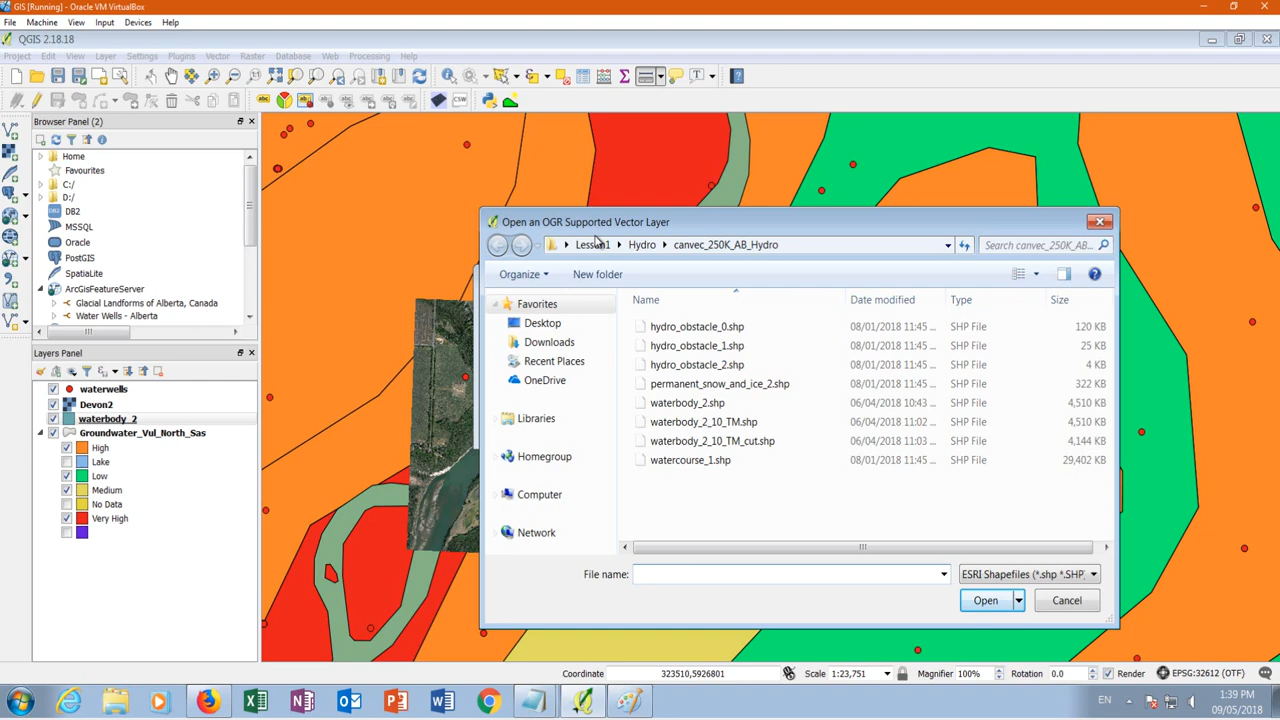 GIS [Running] - Oracle VM VirtualBox
File Machine View Input Devices Help
QGIS 2.18.18
Project Edit View Layer Settings Plugins Vector Raster Database Web Processing Help
Browser Panel (2)
Home
Favourites
C:/
D:/
DB2
MSSQL
Oracle
PostGIS
SpatiaLite
ArcGisFeatureServer
Glacial Landforms of Alberta, Canada
Water Wells - Alberta
Layers Panel
waterwells
Devon2
waterbody_2
Groundwater_Vul_North_Sas
High
Lake
Low
Medium
No Data
Very High
Open an OGR Supported Vector Layer
Lesson1 Hydro canvec_250K_AB_Hydro
Search canvec_250K_AB...
Organize New folder
Favorites
Desktop
Downloads
Recent Places
OneDrive
Libraries
Homegroup
Computer
Network
Name Date modified Type Size
hydro_obstacle_0.shp 08/01/2018 11:45 ... SHP File 120 KB
hydro_obstacle_1.shp 08/01/2018 11:45 ... SHP File 25 KB
hydro_obstacle_2.shp 08/01/2018 11:45 ... SHP File 4 KB
permanent_snow_and_ice_2.shp 08/01/2018 11:45 ... SHP File 322 KB
waterbody_2.shp 06/04/2018 10:43 ... SHP File 4,510 KB
waterbody_2_10_TM.shp 06/04/2018 11:02 ... SHP File 4,510 KB
waterbody_2_10_TM_cut.shp 06/04/2018 11:45 ... SHP File 4,144 KB
watercourse_1.shp 08/01/2018 11:45 ... SHP File 29,402 KB
File name:
ESRI Shapefiles (*.shp *.SHP)
Open Cancel
Coordinate 323510,5926801 Scale 1:23,751 Magnifier 100% Rotation 0.0 Render EPSG:32612 (OTF)
EN
1:39 PM
09/05/2018